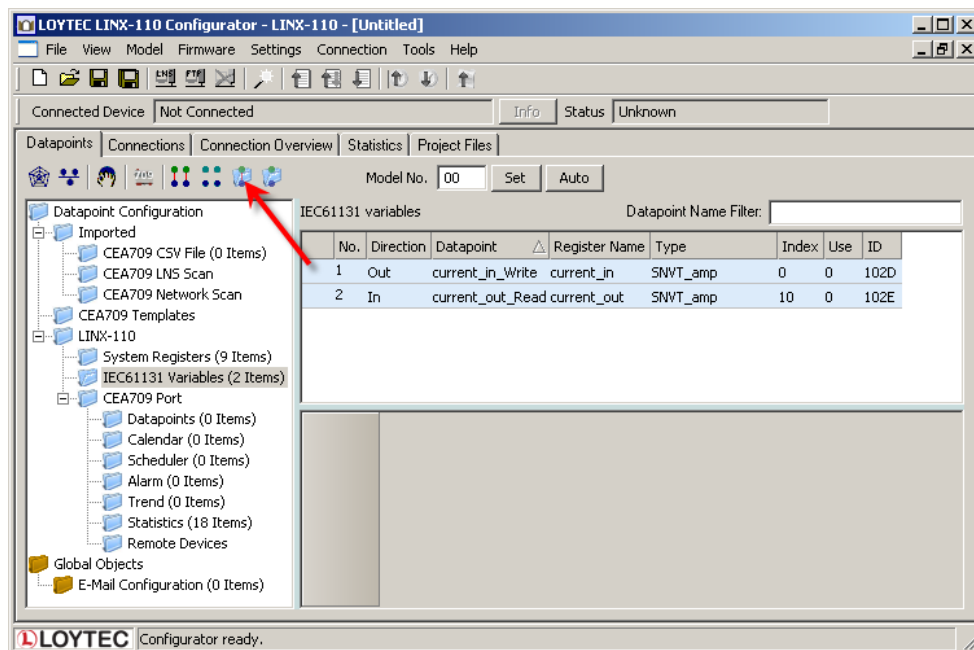 LOYTEC LINX-110 Configurator - LINX-110 - [Untitled]
File View Model Firmware Settings Connection Tools Help
LNS FTP
Connected Device Not Connected Info Status Unknown
Datapoints Connections Connection Overview Statistics Project Files
Model No. 00 Set Auto
Datapoint Configuration
Imported
CEA709 CSV File (0 Items)
CEA709 LNS Scan
CEA709 Network Scan
CEA709 Templates
LINX-110
System Registers (9 Items)
IEC61131 Variables (2 Items)
CEA709 Port
Datapoints (0 Items)
Calendar (0 Items)
Scheduler (0 Items)
Alarm (0 Items)
Trend (0 Items)
Statistics (18 Items)
Remote Devices
Global Objects
E-Mail Configuration (0 Items)
IEC61131 variables Datapoint Name Filter:
No. Direction Datapoint Register Name Type Index Use ID
1 Out current_in_Write current_in SNVT_amp 0 0 102D
2 In current_out_Read current_out SNVT_amp 10 0 102E
LOYTEC Configurator ready.